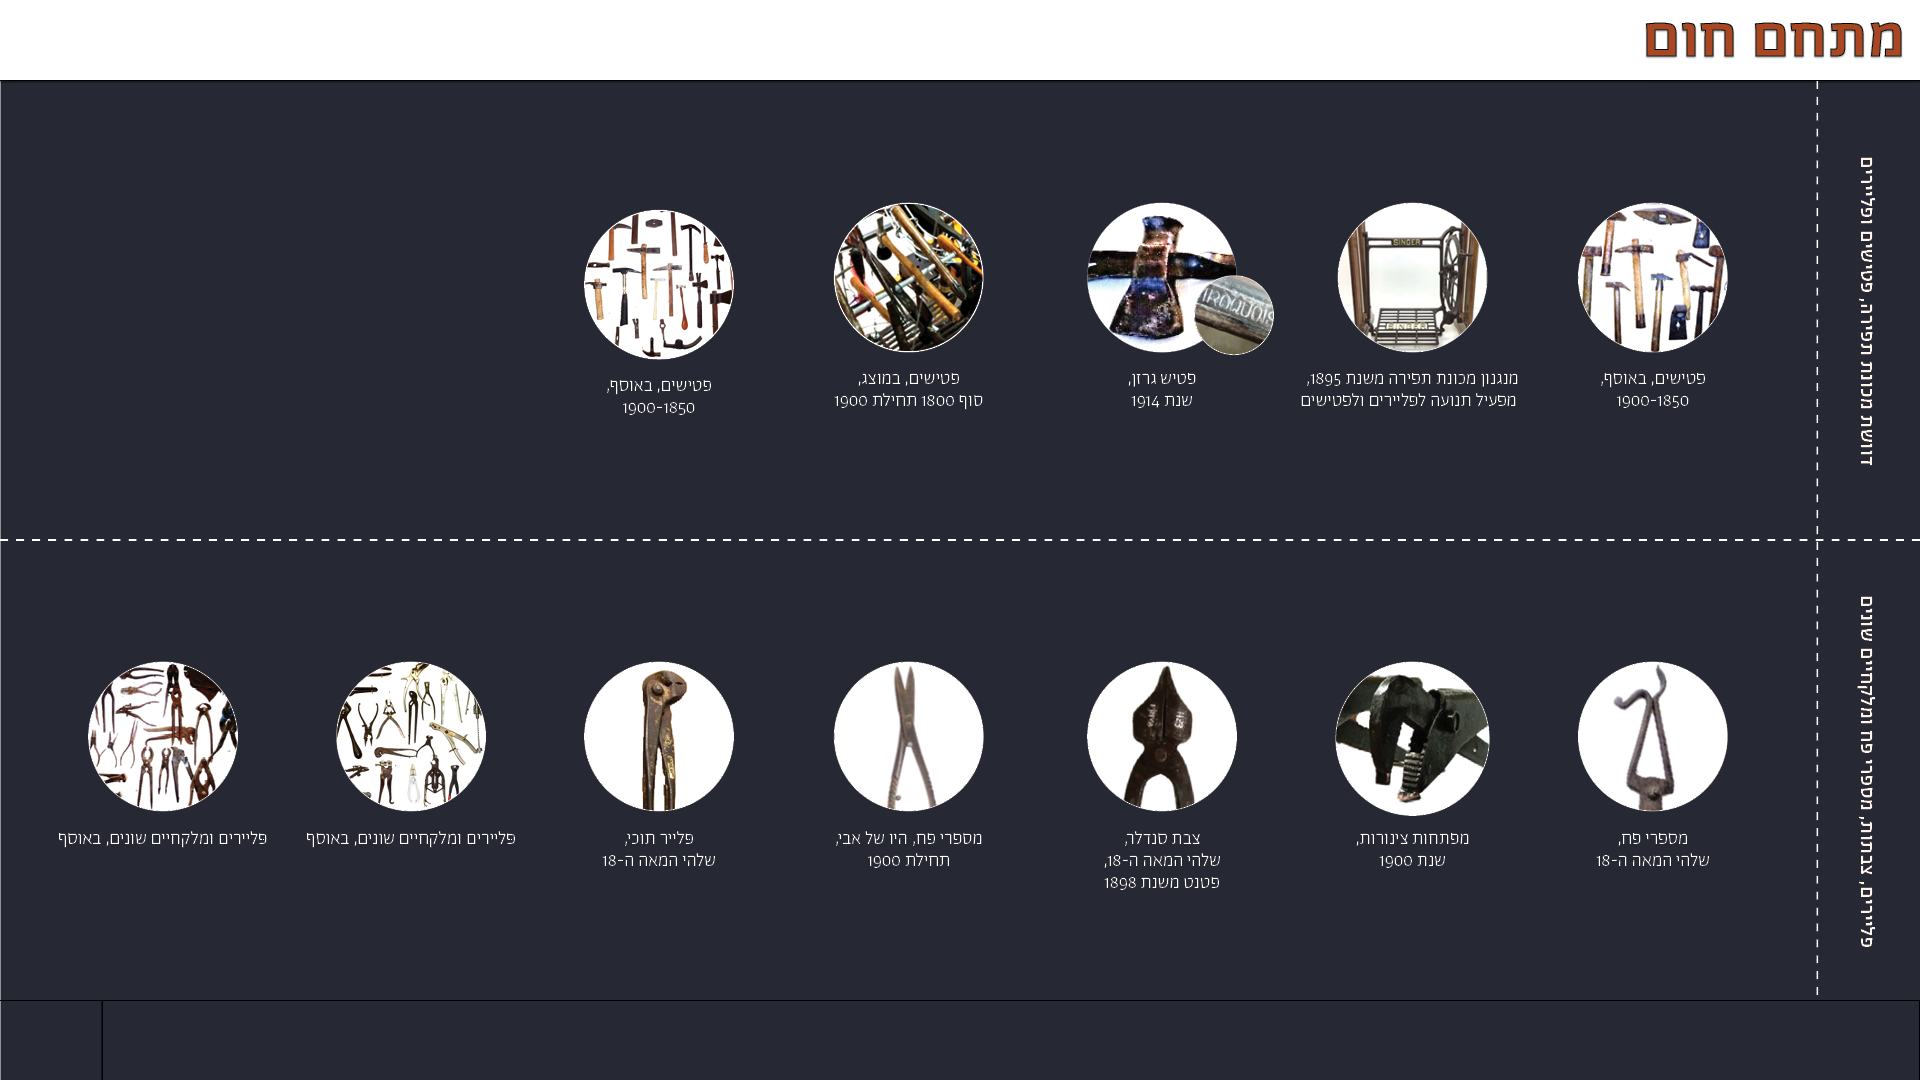 מתחם חום
דוושת מכונת תפירה, פטישים ופליירים
פטישים, באוסף,
1900-1850
מנגנון מכונת תפירה משנת 1895,
מפעיל תנועה לפליירים ולפטישים
SINGER
SINGER
פטיש גרזן,
שנת 1914
IROQUOIS
פטישים, במוצג,
סוף 1800 תחילת 1900
פטישים, באוסף,
1900-1850
פליירים, צבתות, מספרי פח ומלקחיים שונים
מספרי פח,
שלהי המאה ה-18
מפתחות צינורות,
שנת 1900
צבת סנדלר,
שלהי המאה ה-18,
פטנט משנת 1898
מספרי פח, היו של אבי,
תחילת 1900
פלייר תוכי,
שלהי המאה ה-18
פליירים ומלקחיים שונים, באוסף
פליירים ומלקחיים שונים, באוסף